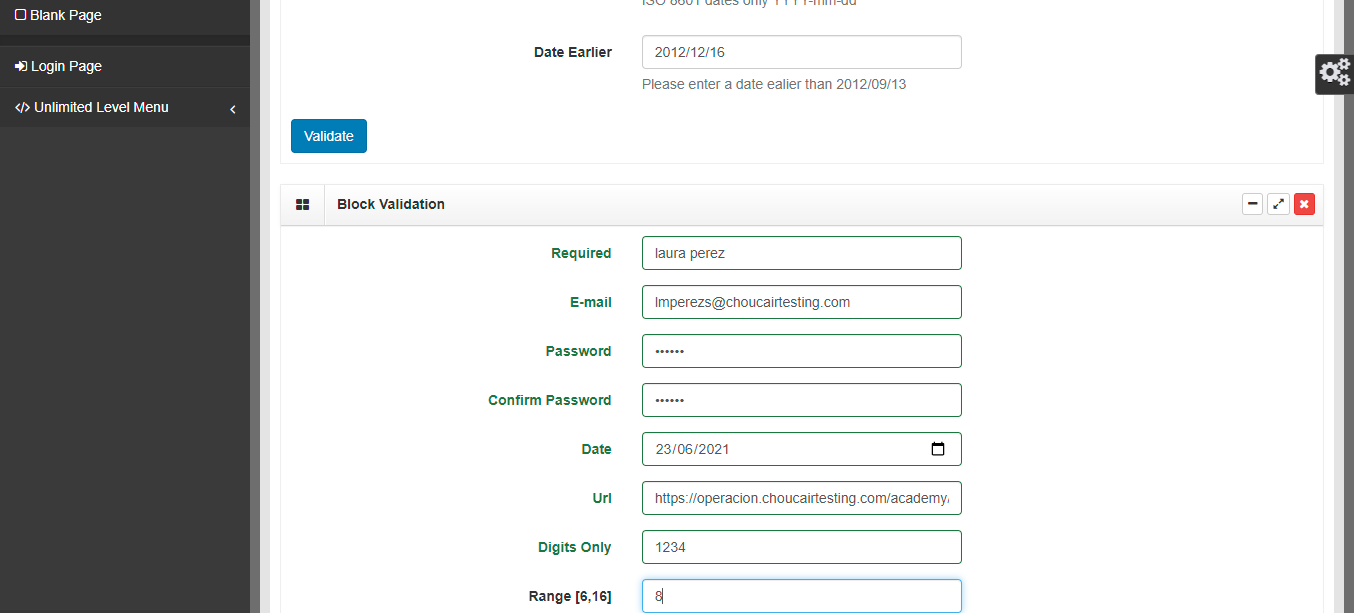 Blank Page
Login Page
Unlimited Level Menu
ISO 8601 dates only YYYY-mm-dd
Date Earlier 2012/12/16
Please enter a date ealier than 2012/09/13
Validate
Block Validation
Required laura perez
E-mail lmperezs@choucairtesting.com
Password ••••••
Confirm Password ••••••
Date 23/06/2021
Url https://operacion.choucairtesting.com/academy/
Digits Only 1234
Range [6,16] 8